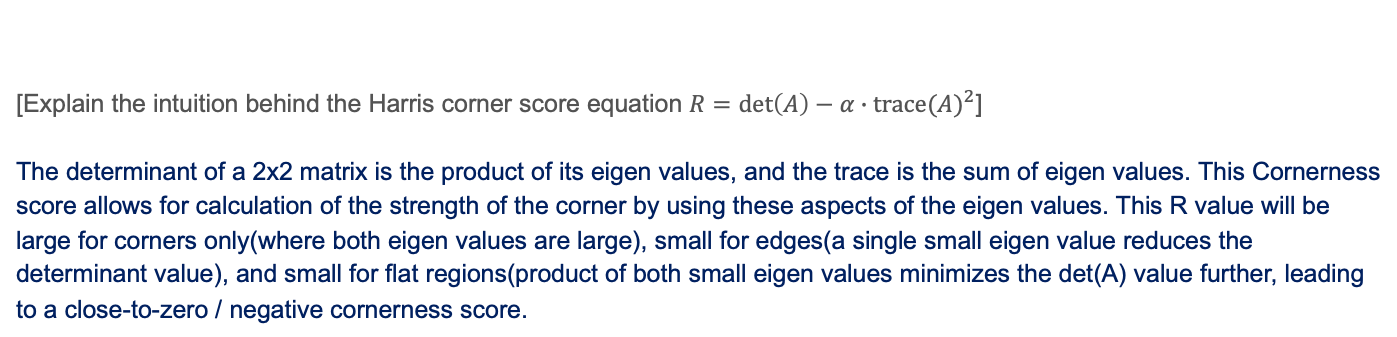 [Explain the intuition behind the Harris corner score equation R = det(A) − α · trace(A)²]
The determinant of a 2x2 matrix is the product of its eigen values, and the trace is the sum of eigen values. This Cornerness
score allows for calculation of the strength of the corner by using these aspects of the eigen values. This R value will be
large for corners only(where both eigen values are large), small for edges(a single small eigen value reduces the
determinant value), and small for flat regions(product of both small eigen values minimizes the det(A) value further, leading
to a close-to-zero / negative cornerness score.